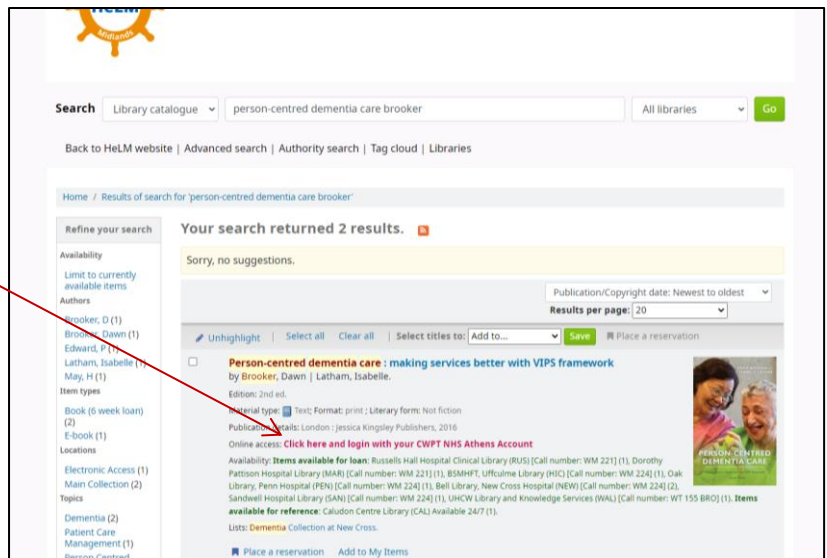 HeLM
Midlands
Search Library catalogue person-centred dementia care brooker All libraries Go
Back to HeLM website | Advanced search | Authority search | Tag cloud | Libraries
Home / Results of search for 'person-centred dementia care brooker'
Refine your search
Availability
Limit to currently
available items
Authors
Brooker, D (1)
Brooker, Dawn (1)
Edward, P (1)
Latham, Isabelle (1)
May, H (1)
Item types
Book (6 week loan)
(2)
E-book (1)
Locations
Electronic Access (1)
Main Collection (2)
Topics
Dementia (2)
Patient Care
Management (1)
Person Centred
Your search returned 2 results.
Sorry, no suggestions.
Publication/Copyright date: Newest to oldest
Results per page: 20
Unhighlight | Select all Clear all | Select titles to: Add to... Save Place a reservation
Person-centred dementia care : making services better with VIPS framework
by Brooker, Dawn | Latham, Isabelle.
Edition: 2nd ed.
Material type: Text; Format: print ; Literary form: Not fiction
Publication details: London : Jessica Kingsley Publishers, 2016
Online access: Click here and login with your CWPT NHS Athens Account
Availability: Items available for loan: Russells Hall Hospital Clinical Library (RUS) [Call number: WM 221] (1), Dorothy
Pattison Hospital Library (MAR) [Call number: WM 221] (1), BSMHFT, Uffculme Library (HIC) [Call number: WM 224] (1), Oak
Library, Penn Hospital (PEN) [Call number: WM 224] (1), Bell Library, New Cross Hospital (NEW) [Call number: WM 224] (2),
Sandwell Hospital Library (SAN) [Call number: WM 224] (1), UHCW Library and Knowledge Services (WAL) [Call number: WT 155 BRO] (1). Items
available for reference: Caludon Centre Library (CAL) Available 24/7 (1).
Lists: Dementia Collection at New Cross.
Place a reservation Add to My Items
PERSON-CENTRED
DEMENTIA CARE